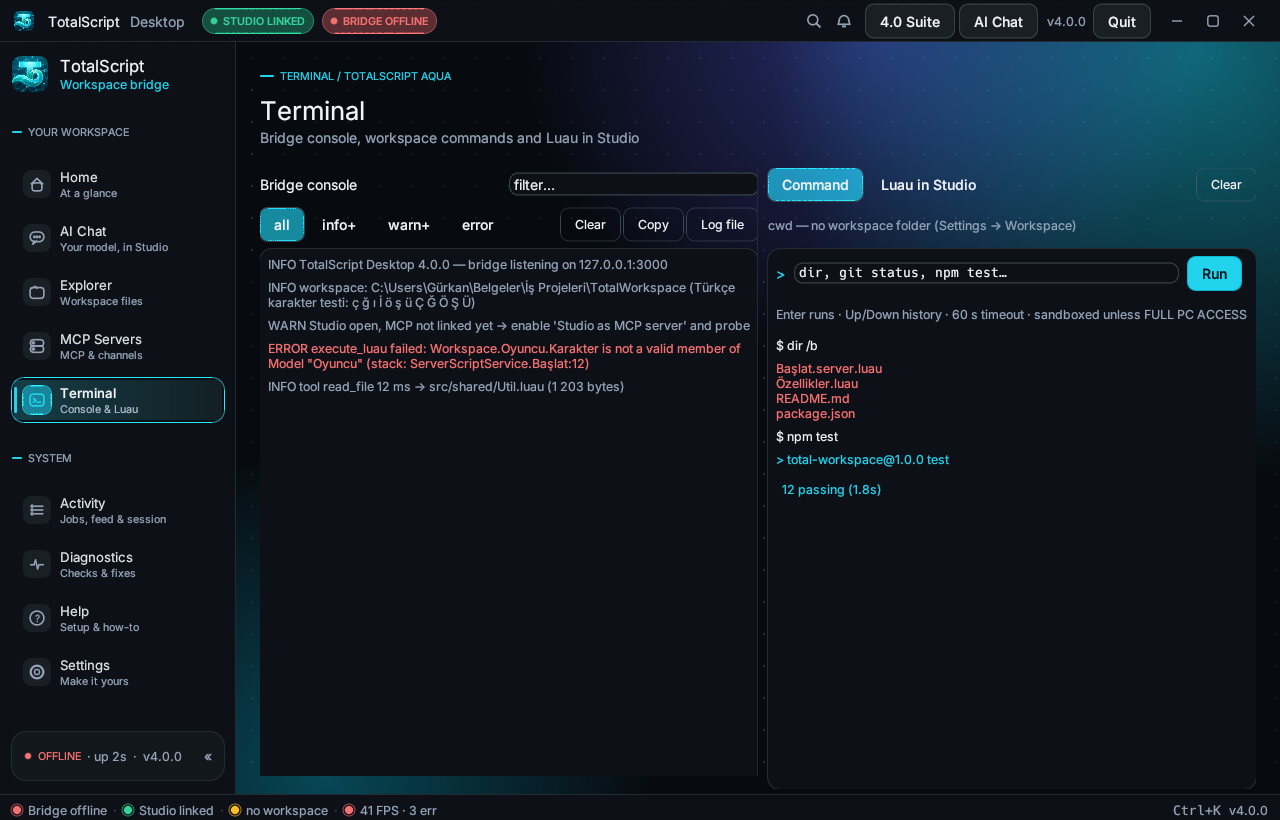 TotalScript Desktop STUDIO LINKED BRIDGE OFFLINE 4.0 Suite AI Chat v4.0.0 Quit
TotalScript
Workspace bridge
YOUR WORKSPACE
Home
At a glance
AI Chat
Your model, in Studio
Explorer
Workspace files
MCP Servers
MCP & channels
Terminal
Console & Luau
SYSTEM
Activity
Jobs, feed & session
Diagnostics
Checks & fixes
Help
Setup & how-to
Settings
Make it yours
OFFLINE · up 2s · v4.0.0 «
TERMINAL / TOTALSCRIPT AQUA
Terminal
Bridge console, workspace commands and Luau in Studio
Bridge console filter...
all info+ warn+ error Clear Copy Log file
INFO TotalScript Desktop 4.0.0 — bridge listening on 127.0.0.1:3000
INFO workspace: C:\Users\Gürkan\Belgeler\İş Projeleri\TotalWorkspace (Türkçe
karakter testi: ç ğ ı İ ö ş ü Ç Ğ Ö Ş Ü)
WARN Studio open, MCP not linked yet → enable 'Studio as MCP server' and probe
ERROR execute_luau failed: Workspace.Oyuncu.Karakter is not a valid member of
Model "Oyuncu" (stack: ServerScriptService.Başlat:12)
INFO tool read_file 12 ms → src/shared/Util.luau (1 203 bytes)
Command Luau in Studio Clear
cwd — no workspace folder (Settings → Workspace)
> dir, git status, npm test… Run
Enter runs · Up/Down history · 60 s timeout · sandboxed unless FULL PC ACCESS
$ dir /b
Başlat.server.luau
Özellikler.luau
README.md
package.json
$ npm test
> total-workspace@1.0.0 test
12 passing (1.8s)
Bridge offline · Studio linked · no workspace · 41 FPS · 3 err Ctrl+K v4.0.0